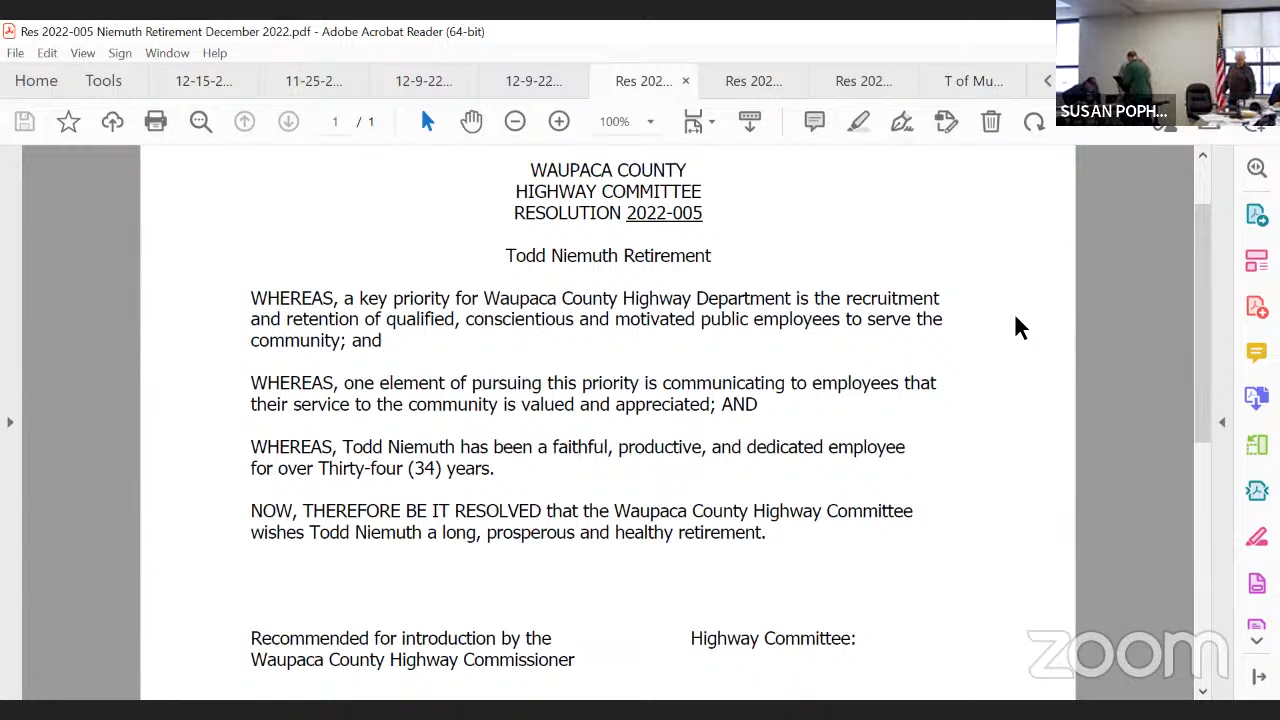 Res 2022-005 Niemuth Retirement December 2022.pdf - Adobe Acrobat Reader (64-bit)
File Edit View Sign Window Help
Home Tools 12-15-2... 11-25-2... 12-9-22... 12-9-22... Res 202... × Res 202... Res 202... T of Mu...
SUSAN POPH...
1 / 1 100%
WAUPACA COUNTY
HIGHWAY COMMITTEE
RESOLUTION 2022-005
Todd Niemuth Retirement
WHEREAS, a key priority for Waupaca County Highway Department is the recruitment
and retention of qualified, conscientious and motivated public employees to serve the
community; and
WHEREAS, one element of pursuing this priority is communicating to employees that
their service to the community is valued and appreciated; AND
WHEREAS, Todd Niemuth has been a faithful, productive, and dedicated employee
for over Thirty-four (34) years.
NOW, THEREFORE BE IT RESOLVED that the Waupaca County Highway Committee
wishes Todd Niemuth a long, prosperous and healthy retirement.
Recommended for introduction by the Highway Committee:
Waupaca County Highway Commissioner
zoom